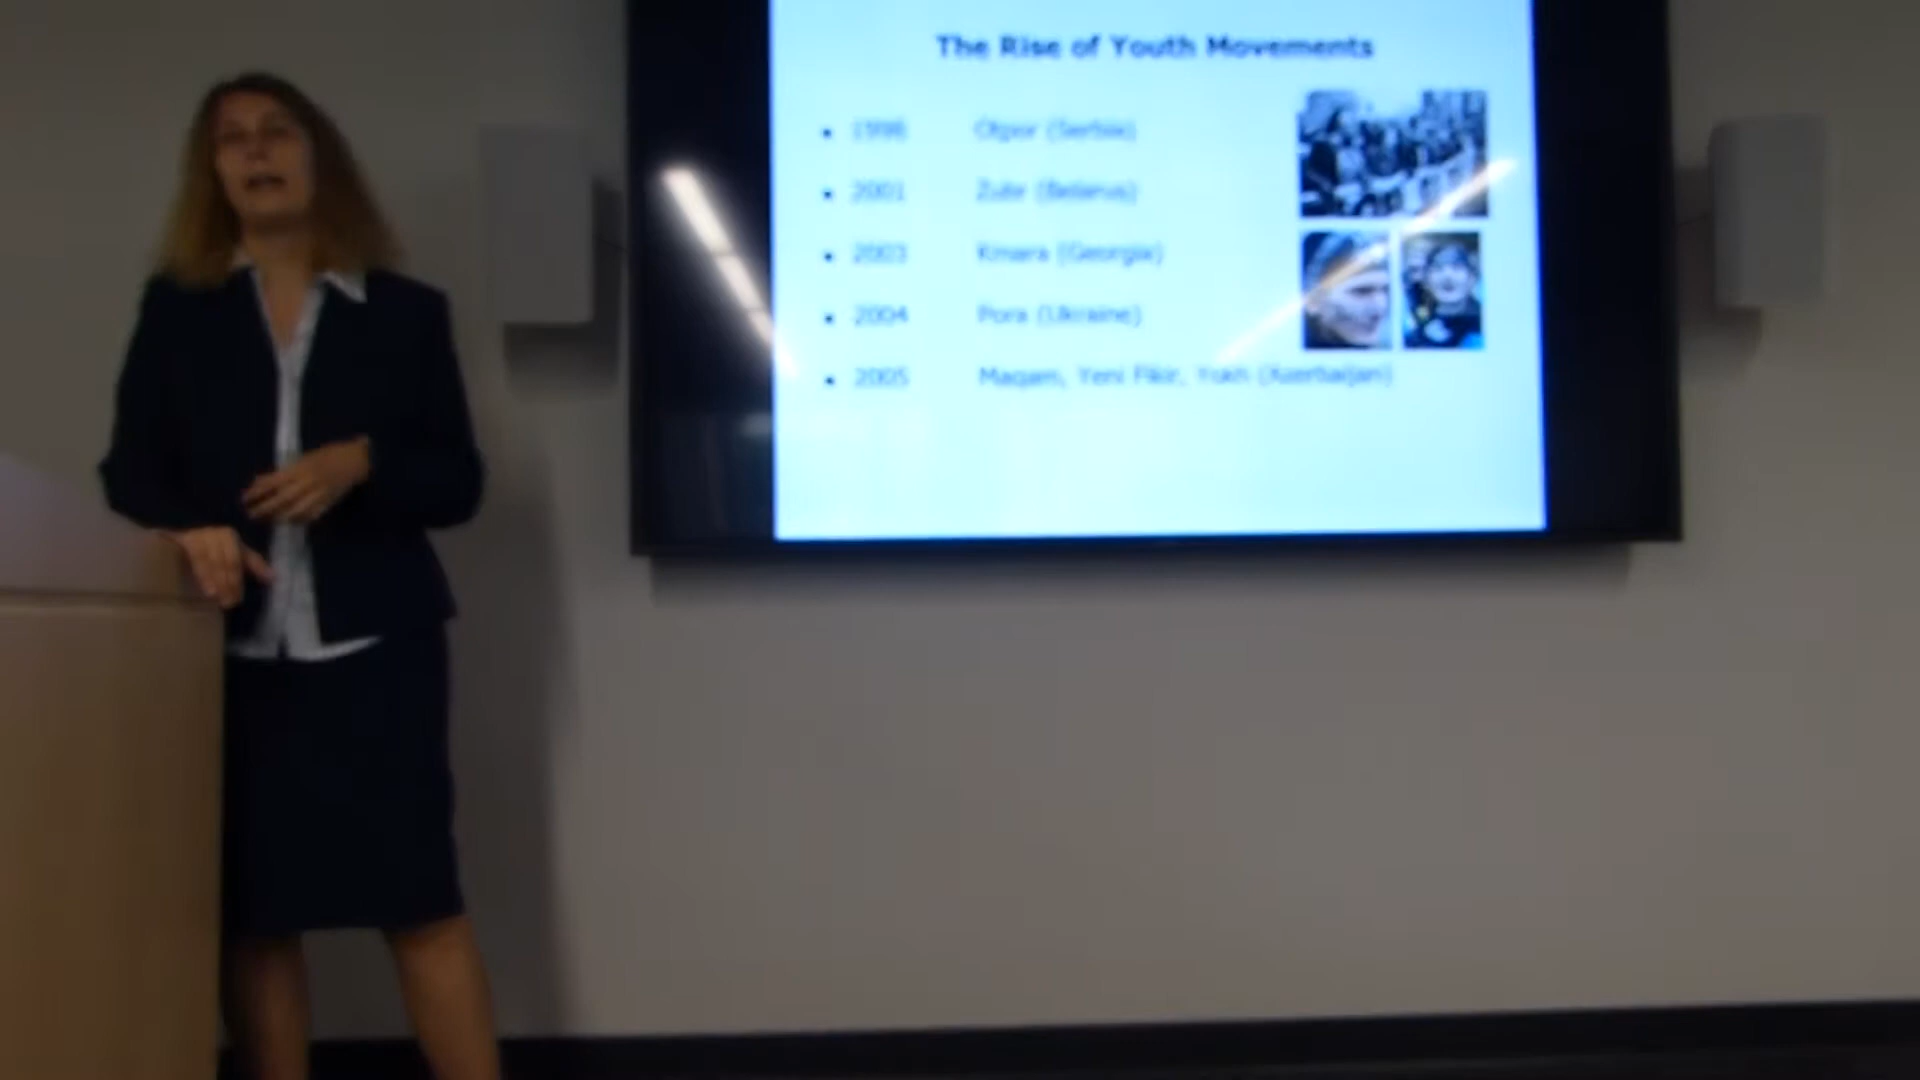 The Rise of Youth Movements
• 1998 Otpor (Serbia)
• 2001 Zubr (Belarus)
• 2003 Kmara (Georgia)
• 2004 Pora (Ukraine)
• 2005 Maqam, Yeni Fikir, Yokh (Azerbaijan)